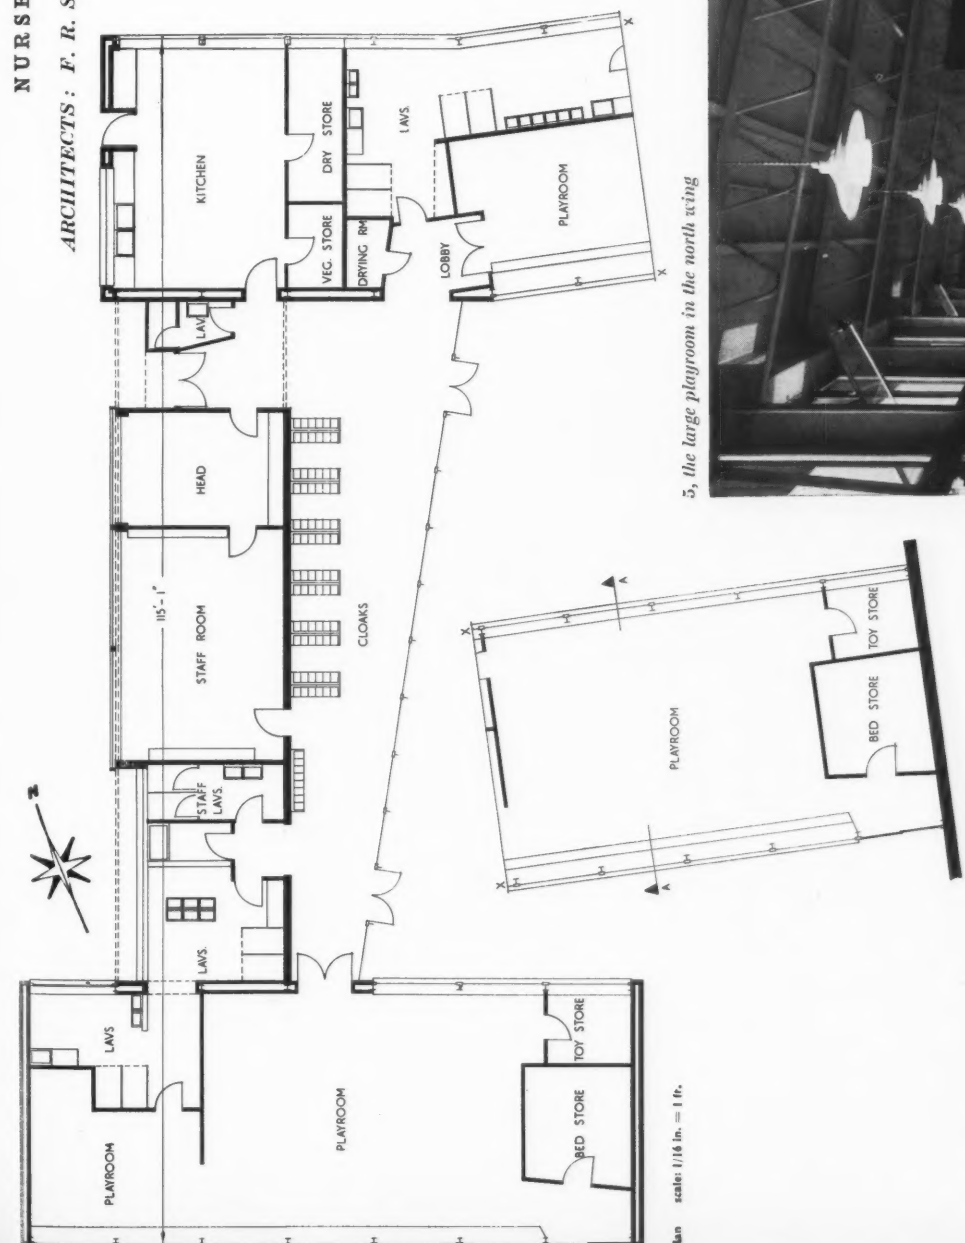 NURSE
ARCHITECTS: F. R. S
KITCHEN
DRY STORE
VEG. STORE
LAVS.
DRYING RM
LOBBY
PLAYROOM
LAV.
HEAD
STAFF ROOM
115'-1"
CLOAKS
STAFF
LAVS.
LAVS.
LAVS
PLAYROOM
PLAYROOM
TOY STORE
BED STORE
X
X
X
X
X
A
A
PLAYROOM
TOY STORE
BED STORE
N
5, the large playroom in the north wing
lan scale: 1/16 in. = 1 ft.